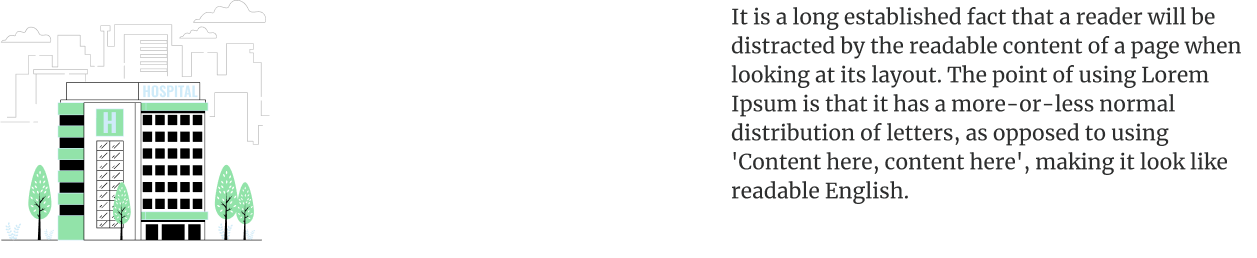 HOSPITAL
H
It is a long established fact that a reader will be
distracted by the readable content of a page when
looking at its layout. The point of using Lorem
Ipsum is that it has a more-or-less normal
distribution of letters, as opposed to using
'Content here, content here', making it look like
readable English.